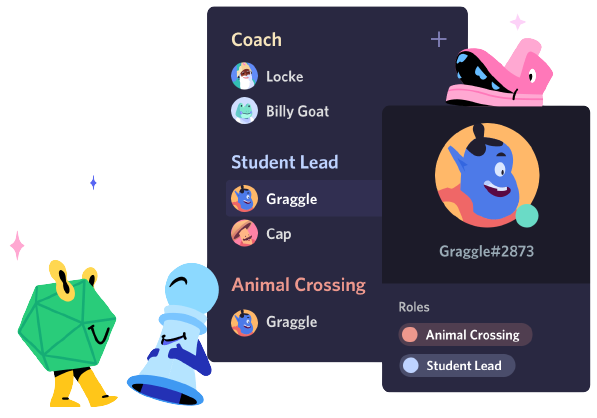 Coach
Locke
Billy Goat
Student Lead
Graggle
Cap
Animal Crossing
Graggle
Graggle#2873
Roles
Animal Crossing
Student Lead